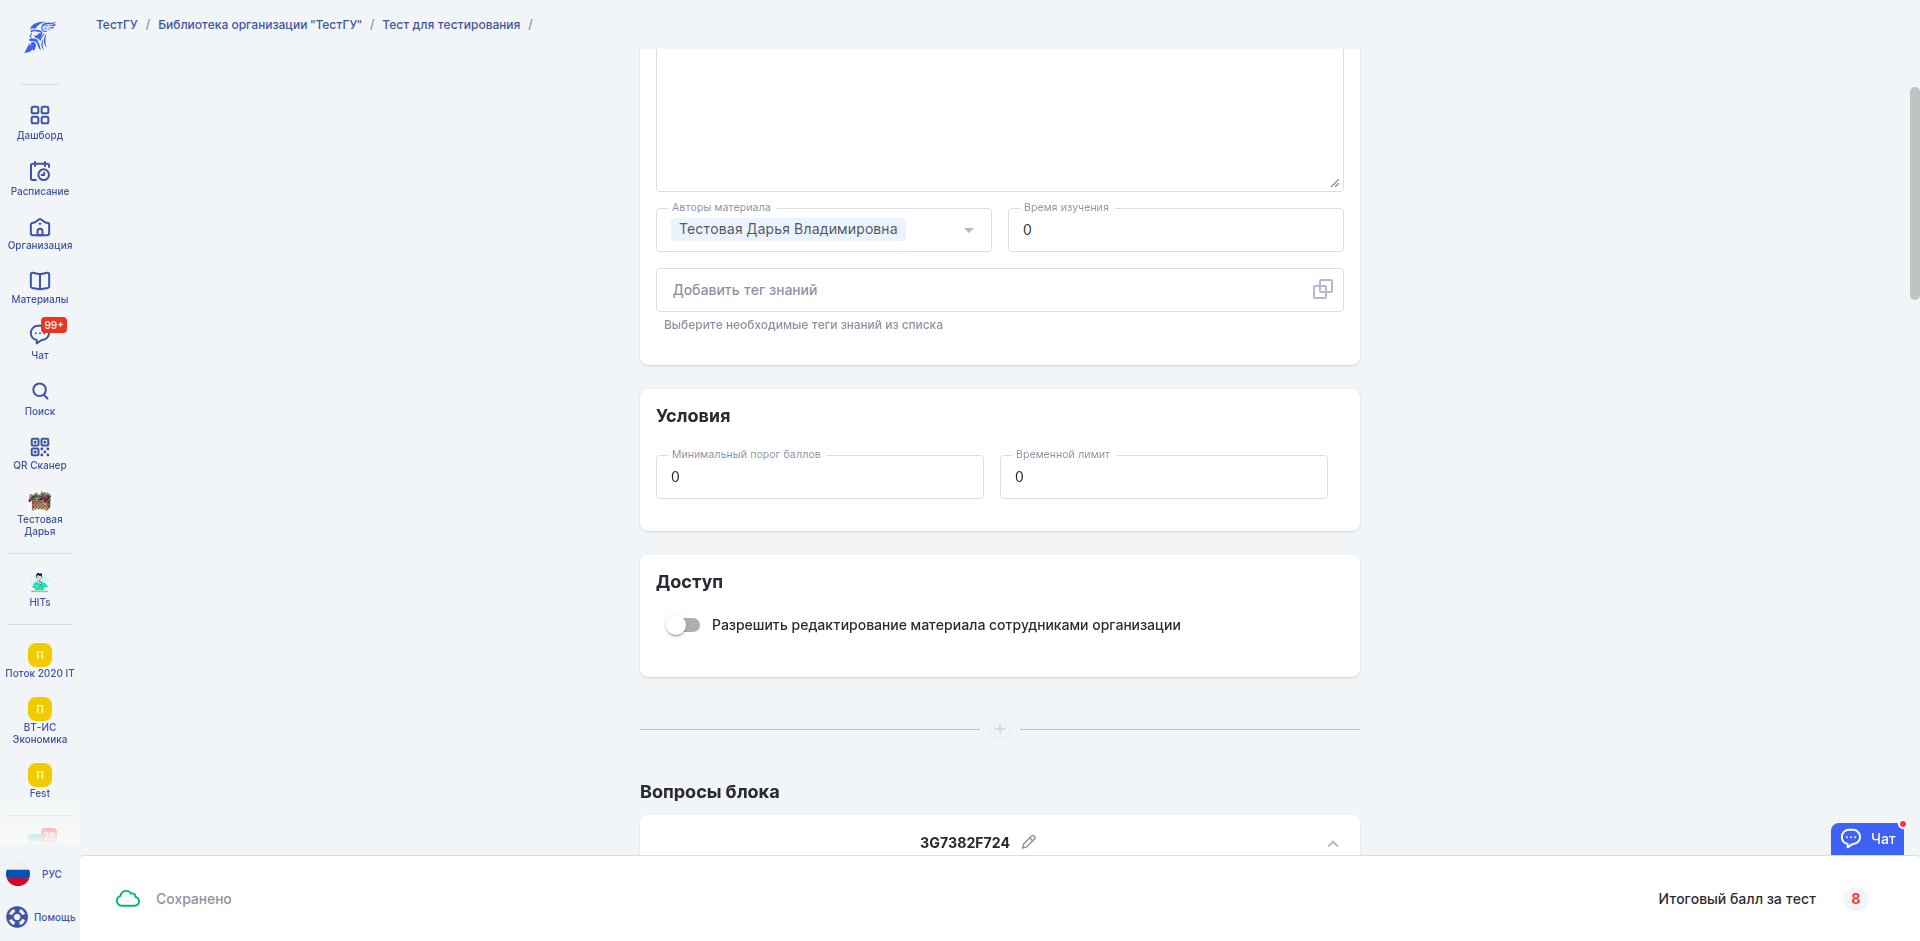 ТестГУ / Библиотека организации "ТестГУ" / Тест для тестирования /
Дашборд
Расписание
Организация
Материалы
99+
Чат
Поиск
QR Сканер
Тестовая
Дарья
HITs
П
Поток 2020 IT
П
ВТ-ИС
Экономика
П
Fest
28
РУС
Помощь
Авторы материала
Тестовая Дарья Владимировна
Время изучения
0
Добавить тег знаний
Выберите необходимые теги знаний из списка
Условия
Минимальный порог баллов
0
Временной лимит
0
Доступ
Разрешить редактирование материала сотрудниками организации
Вопросы блока
3G7382F724
Чат
Сохранено
Итоговый балл за тест 8